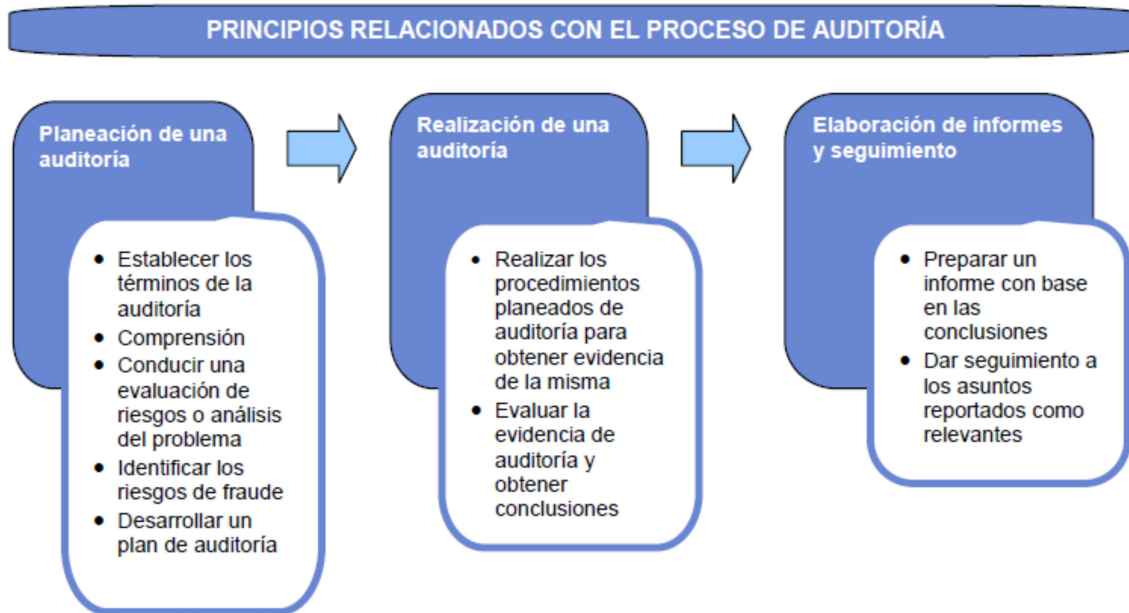 PRINCIPIOS RELACIONADOS CON EL PROCESO DE AUDITORÍA
Planeación de una
auditoría
• Establecer los
términos de la
auditoría
• Comprensión
• Conducir una
evaluación de
riesgos o análisis
del problema
• Identificar los
riesgos de fraude
• Desarrollar un
plan de auditoría
Realización de una
auditoría
• Realizar los
procedimientos
planeados de
auditoría para
obtener evidencia
de la misma
• Evaluar la
evidencia de
auditoría y
obtener
conclusiones
Elaboración de informes
y seguimiento
• Preparar un
informe con base
en las
conclusiones
• Dar seguimiento a
los asuntos
reportados como
relevantes